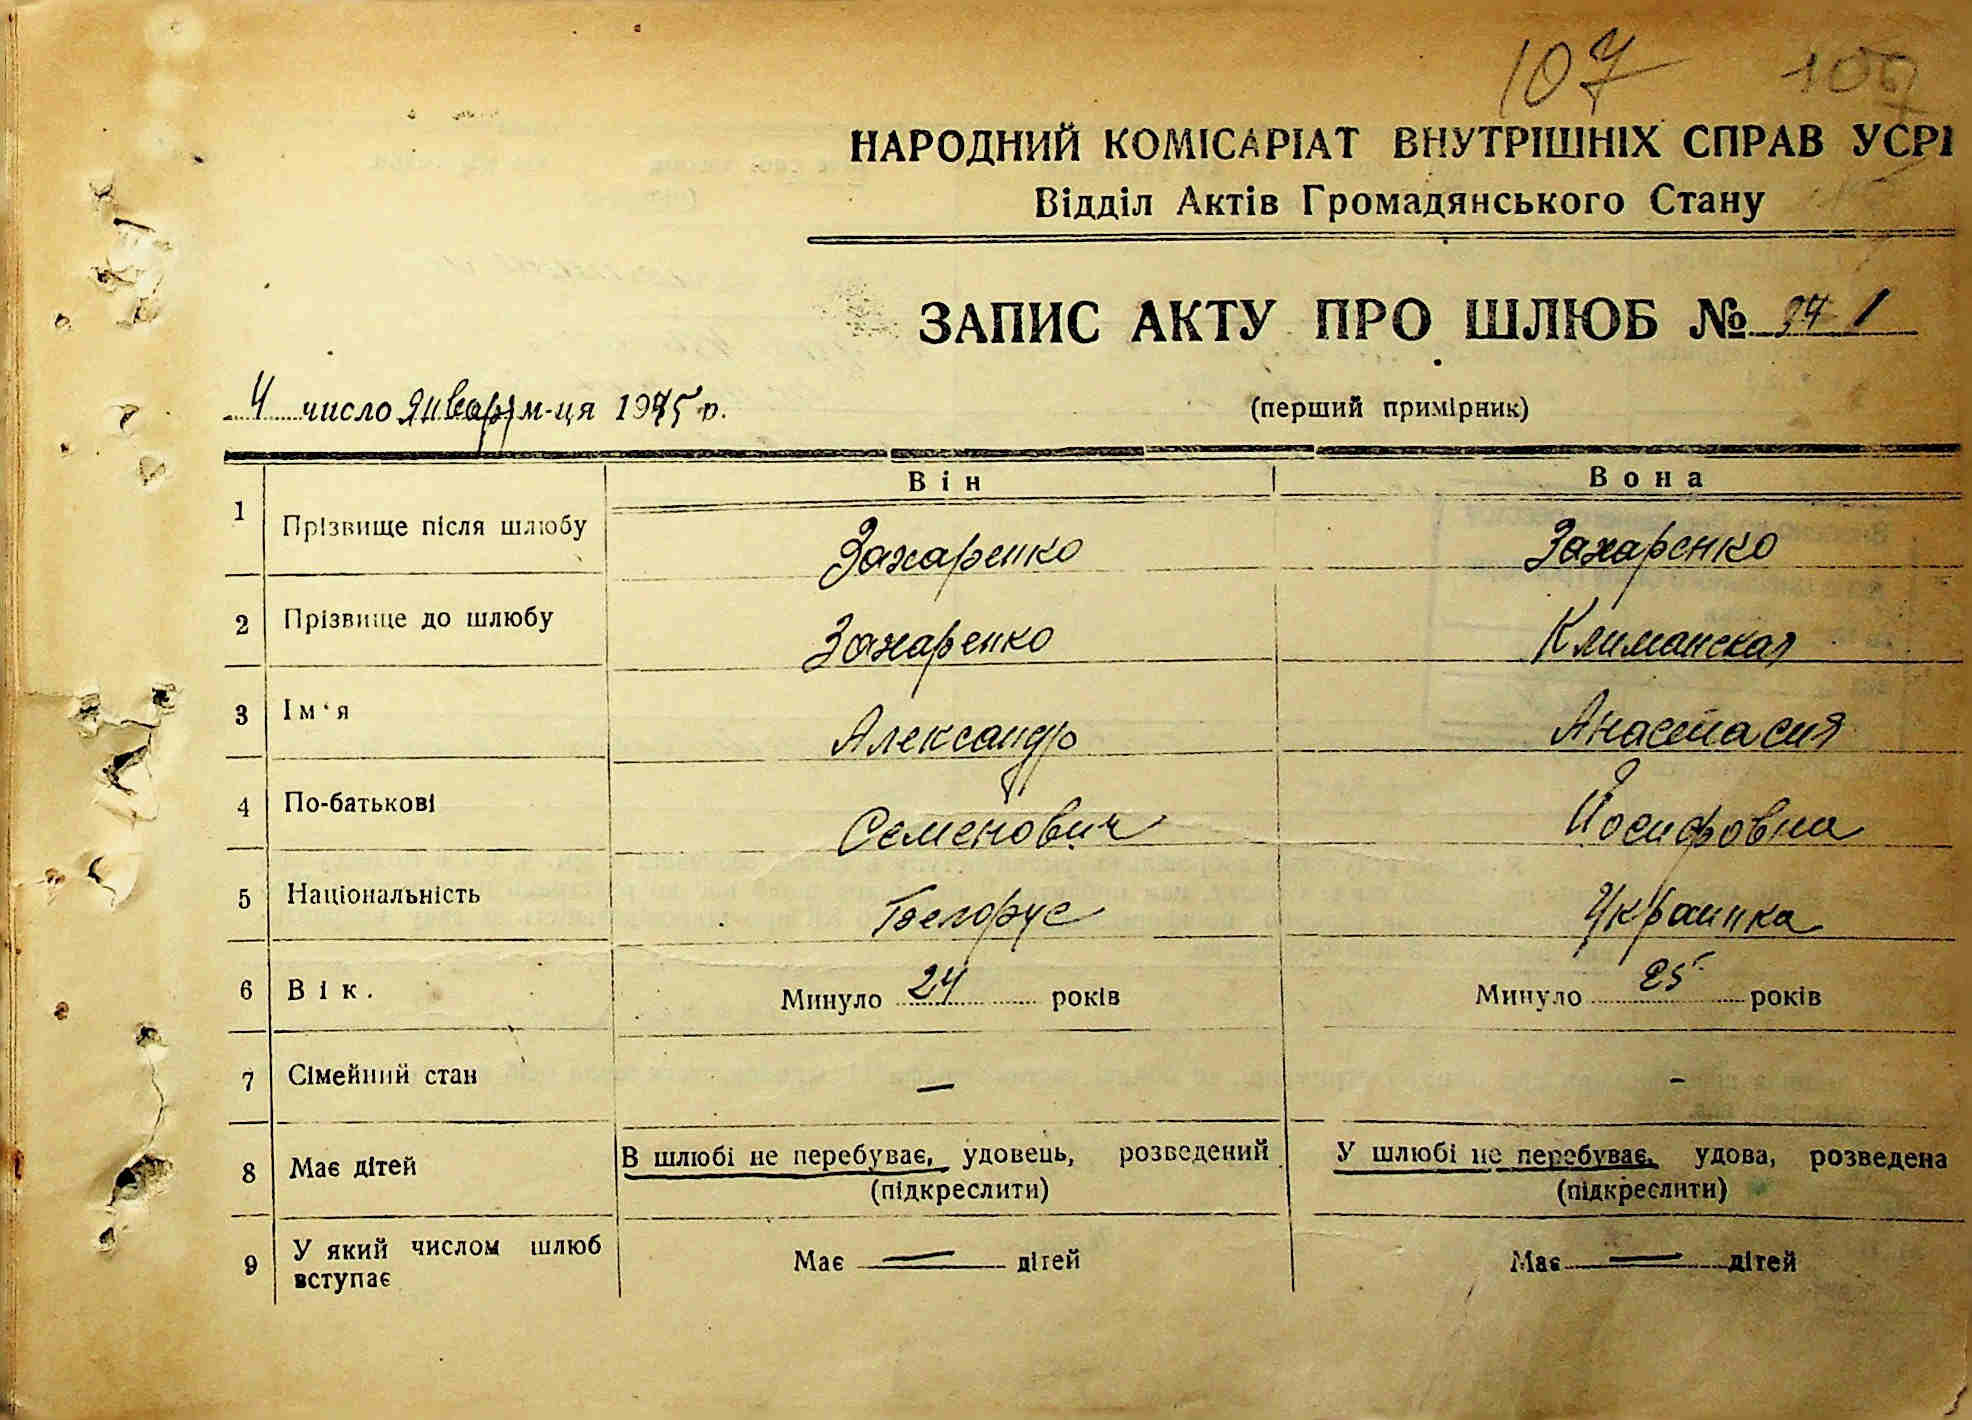 107 107
НАРОДНИЙ КОМІСАРІАТ ВНУТРІШНІХ СПРАВ УСРІ
Відділ Актів Громадянського Стану
ЗАПИС АКТУ ПРО ШЛЮБ № 1
4 число января м-ця 1945 р. (перший примірник)
Він Вона
1 Прізвище після шлюбу Захаренко Захаренко
2 Прізвище до шлюбу Захаренко Климанская
3 Ім‘я Александр Анастасия
4 По-батькові Семенович Йосифовна
5 Національність Белорус Украинка
6 Вік. Минуло 24 років Минуло 25 років
7 Сімейний стан — -
8 Має дітей В шлюбі не перебуває, удовець, розведений У шлюбі не перебуває, удова, розведена
(підкреслити) (підкреслити)
9 У який числом шлюб Має — дітей Має — дітей
вступає